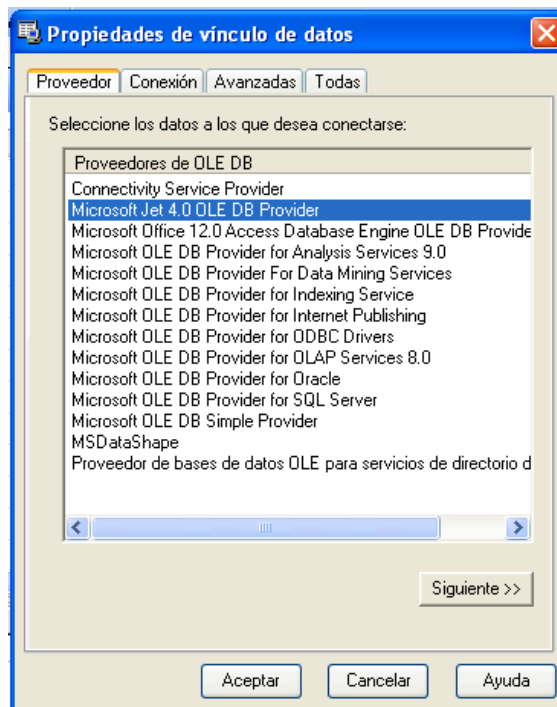 Propiedades de vínculo de datos
Proveedor Conexión Avanzadas Todas
Seleccione los datos a los que desea conectarse:
Proveedores de OLE DB
Connectivity Service Provider
Microsoft Jet 4.0 OLE DB Provider
Microsoft Office 12.0 Access Database Engine OLE DB Provide
Microsoft OLE DB Provider for Analysis Services 9.0
Microsoft OLE DB Provider For Data Mining Services
Microsoft OLE DB Provider for Indexing Service
Microsoft OLE DB Provider for Internet Publishing
Microsoft OLE DB Provider for ODBC Drivers
Microsoft OLE DB Provider for OLAP Services 8.0
Microsoft OLE DB Provider for Oracle
Microsoft OLE DB Provider for SQL Server
Microsoft OLE DB Simple Provider
MSDataShape
Proveedor de bases de datos OLE para servicios de directorio d
Siguiente >>
Aceptar Cancelar Ayuda